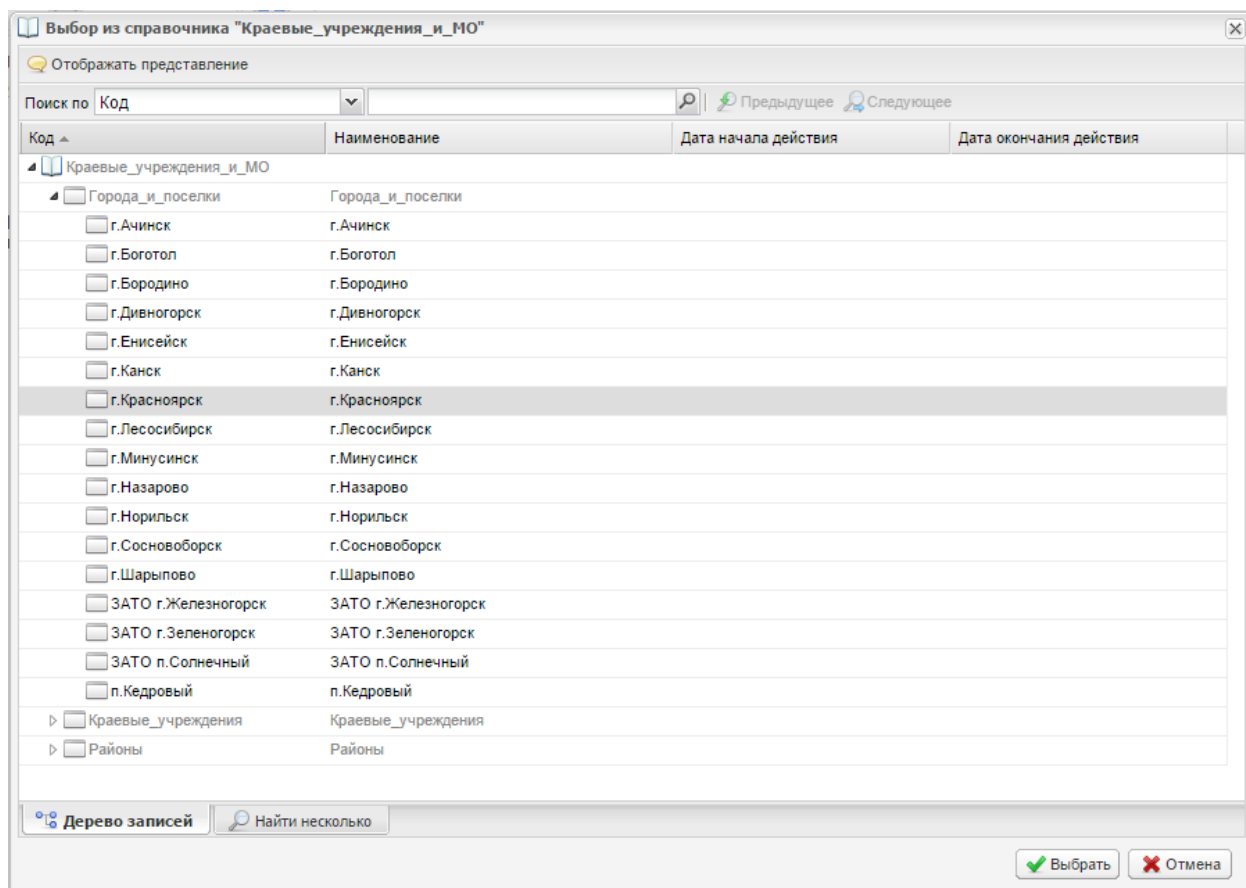 Выбор из справочника "Краевые_учреждения_и_МО"
Отображать представление
Поиск по Код Предыдущее Следующее
Код Наименование Дата начала действия Дата окончания действия
Краевые_учреждения_и_МО
Города_и_поселки Города_и_поселки
г.Ачинск г.Ачинск
г.Боготол г.Боготол
г.Бородино г.Бородино
г.Дивногорск г.Дивногорск
г.Енисейск г.Енисейск
г.Канск г.Канск
г.Красноярск г.Красноярск
г.Лесосибирск г.Лесосибирск
г.Минусинск г.Минусинск
г.Назарово г.Назарово
г.Норильск г.Норильск
г.Сосновоборск г.Сосновоборск
г.Шарыпово г.Шарыпово
ЗАТО г.Железногорск ЗАТО г.Железногорск
ЗАТО г.Зеленогорск ЗАТО г.Зеленогорск
ЗАТО п.Солнечный ЗАТО п.Солнечный
п.Кедровый п.Кедровый
Краевые_учреждения Краевые_учреждения
Районы Районы
Дерево записей Найти несколько
Выбрать Отмена